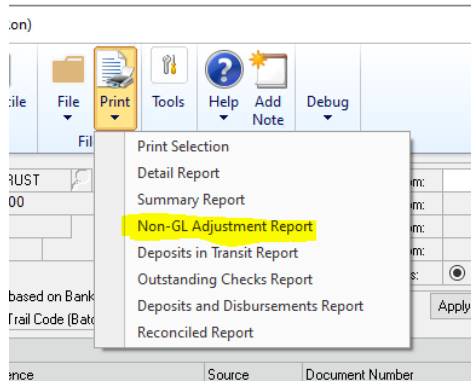 on)
ile File Print Tools Help Add Note Debug
Fil
Print Selection
Detail Report
Summary Report
Non-GL Adjustment Report
Deposits in Transit Report
Outstanding Checks Report
Deposits and Disbursements Report
Reconciled Report
RUST
00
om:
om:
om:
om:
s:
based on Bank
Trail Code (Bat
Apply
ence Source Document Number